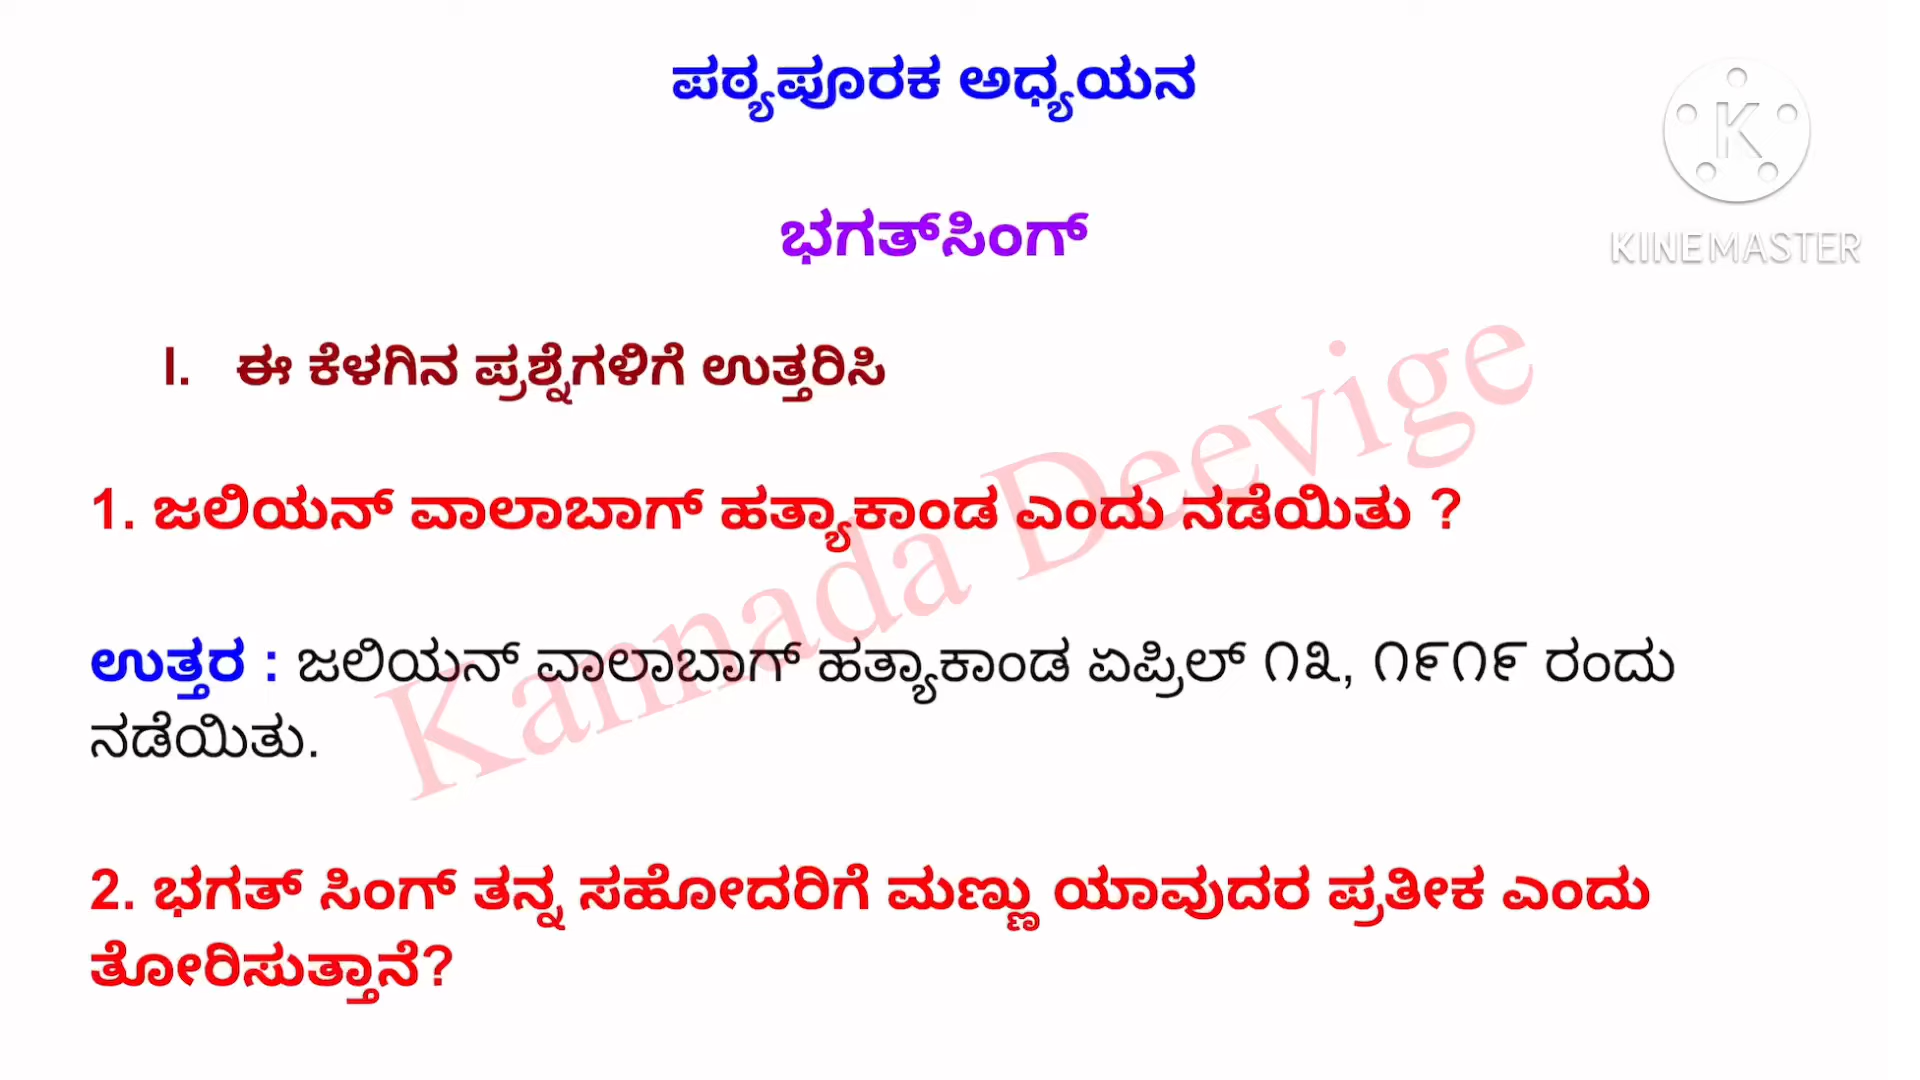 ಪಠ್ಯಪೂರಕ ಅಧ್ಯಯನ
K
KINEMASTER
ಭಗತ್‌ಸಿಂಗ್
I. ಈ ಕೆಳಗಿನ ಪ್ರಶ್ನೆಗಳಿಗೆ ಉತ್ತರಿಸಿ
Kannada Deevige
1. ಜಲಿಯನ್ ವಾಲಾಬಾಗ್ ಹತ್ಯಾಕಾಂಡ ಎಂದು ನಡೆಯಿತು ?
ಉತ್ತರ : ಜಲಿಯನ್ ವಾಲಾಬಾಗ್ ಹತ್ಯಾಕಾಂಡ ಏಪ್ರಿಲ್ ೧೩, ೧೯೧೯ ರಂದು
ನಡೆಯಿತು.
2. ಭಗತ್ ಸಿಂಗ್ ತನ್ನ ಸಹೋದರಿಗೆ ಮಣ್ಣು ಯಾವುದರ ಪ್ರತೀಕ ಎಂದು
ತೋರಿಸುತ್ತಾನೆ?